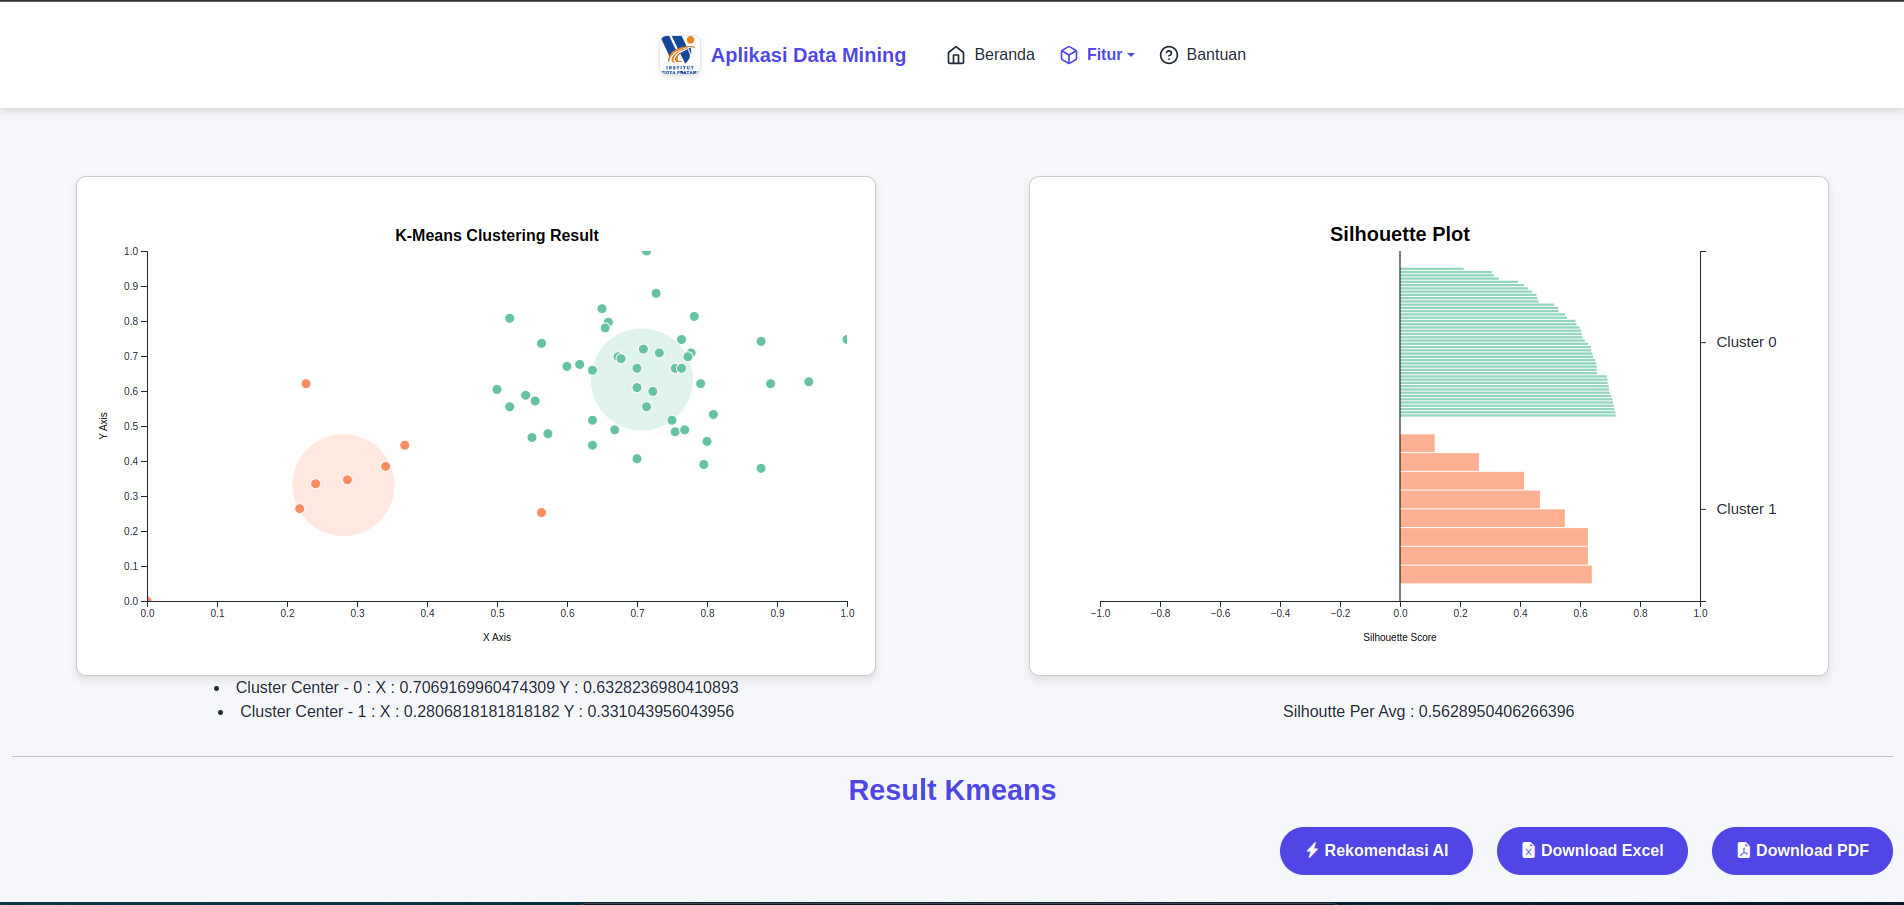 INSTITUT
Aplikasi Data Mining
Beranda
Fitur
Bantuan
K-Means Clustering Result
1.0
0.9
0.8
0.7
0.6
0.5
0.4
0.3
0.2
0.1
0.0
Y Axis
0.0 0.1 0.2 0.3 0.4 0.5 0.6 0.7 0.8 0.9 1.0
X Axis
Silhouette Plot
Cluster 0
Cluster 1
−1.0 −0.8 −0.6 −0.4 −0.2 0.0 0.2 0.4 0.6 0.8 1.0
Silhouette Score
• Cluster Center - 0 : X : 0.7069169960474309 Y : 0.6328236980410893
• Cluster Center - 1 : X : 0.2806818181818182 Y : 0.331043956043956
Silhoutte Per Avg : 0.5628950406266396
Result Kmeans
Rekomendasi AI
Download Excel
Download PDF